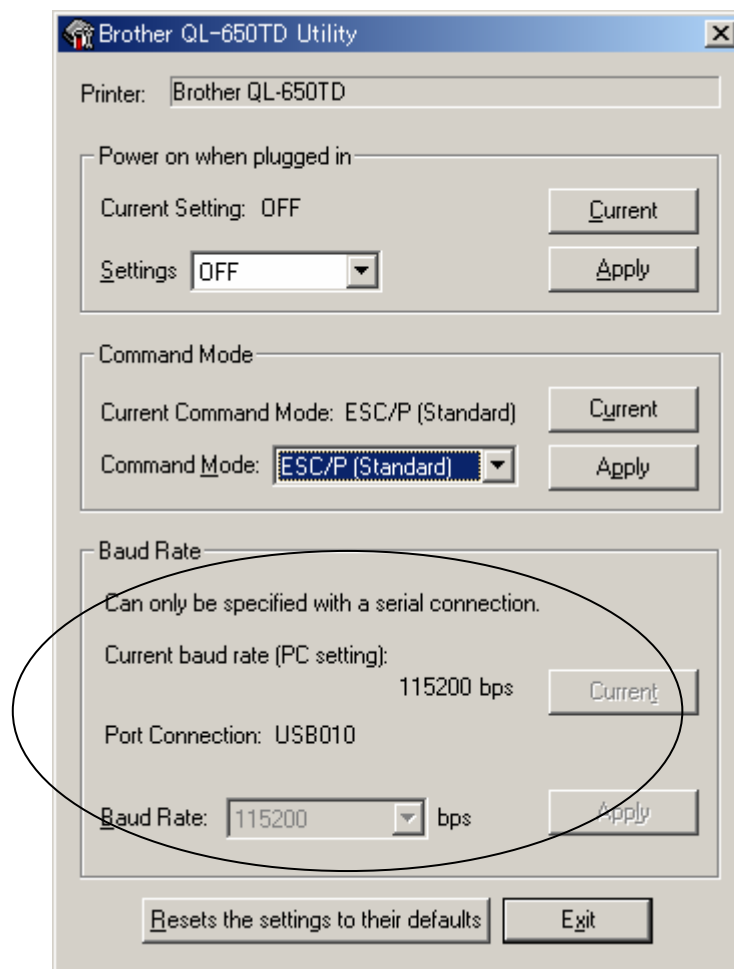 Brother QL-650TD Utility
Printer: Brother QL-650TD
Power on when plugged in
Current Setting: OFF Current
Settings OFF Apply
Command Mode
Current Command Mode: ESC/P (Standard) Current
Command Mode: ESC/P (Standard) Apply
Baud Rate
Can only be specified with a serial connection.
Current baud rate (PC setting):
115200 bps Current
Port Connection: USB010
Baud Rate: 115200 bps Apply
Resets the settings to their defaults Exit